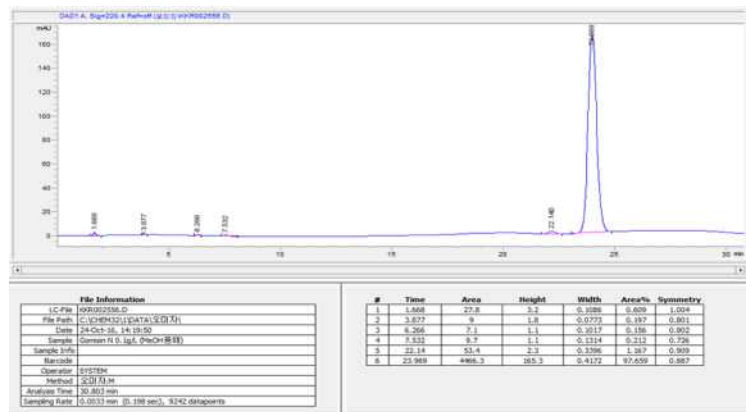 DAD1 A, Sig=220,4 Ref=off (오미자\KKR002556.D)
mAU
160
140
120
100
80
60
40
20
0
1.668
3.877
6.266
7.532
22.140
5
10
15
20
25
30 min
File Information
LC-File KKR002556.D
File Path C:\CHEM32\1\DATA\오미자\
Date 24-Oct-16, 14:19:50
Sample Gomisin N 0.1g/L (MeOH용매)
Sample Info
Barcode
Operator SYSTEM
Method 오미자.M
Analysis Time 30.803 min
Sampling Rate 0.0033 min (0.198 sec), 9242 datapoints
# Time Area Height Width Area% Symmetry
1 1.668 27.8 3.2 0.1086 0.609 1.004
2 3.877 9 1.8 0.0773 0.197 0.801
3 6.266 7.1 1.1 0.1017 0.156 0.802
4 7.532 9.7 1.1 0.1314 0.212 0.726
5 22.14 53.4 2.3 0.3396 1.167 0.909
6 23.969 4466.3 165.3 0.4172 97.659 0.887